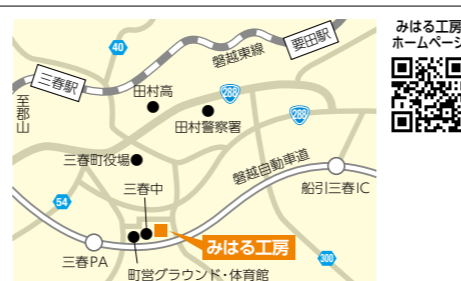 みはる工房
ホームページ
40
磐越東線
要田駅
三春駅
至郡山
田村高
288
田村警察署
288
三春町役場
磐越自動車道
三春中
船引三春IC
54
みはる工房
三春PA
300
町営グラウンド・体育館